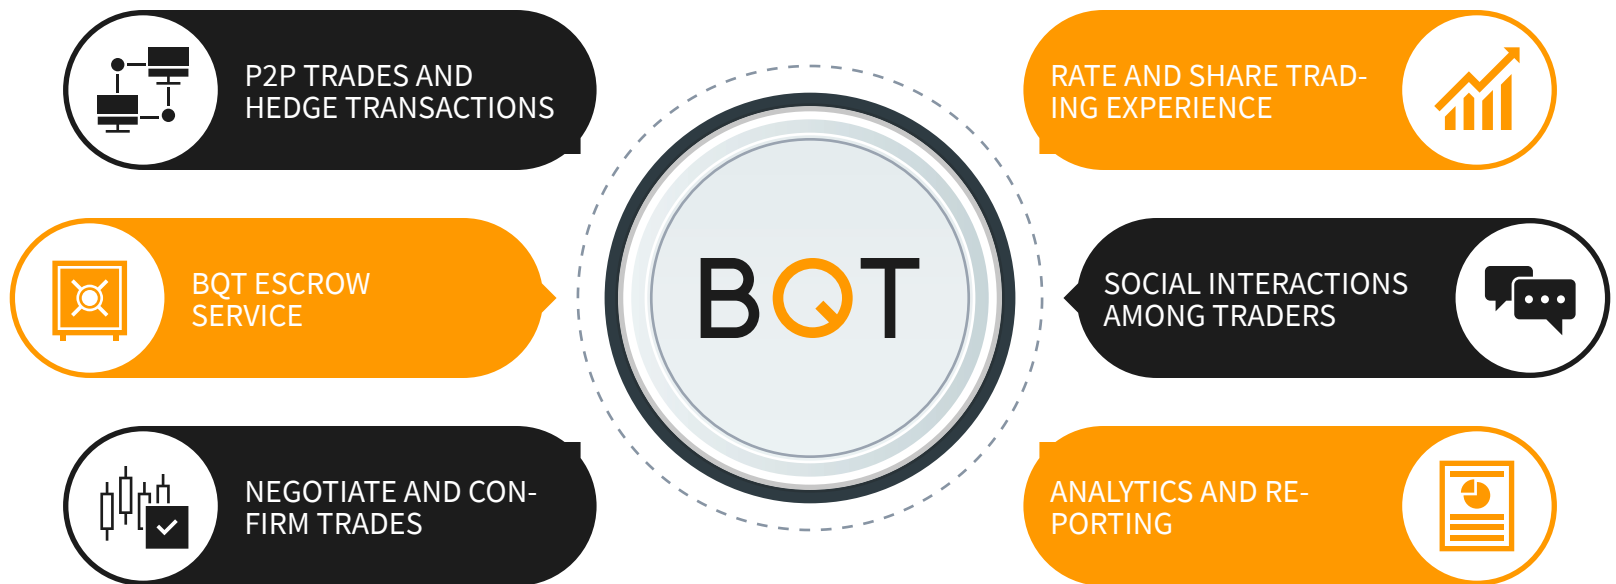 P2P TRADES AND
HEDGE TRANSACTIONS
BQT ESCROW
SERVICE
NEGOTIATE AND CON-
FIRM TRADES
BQT
RATE AND SHARE TRAD-
ING EXPERIENCE
SOCIAL INTERACTIONS
AMONG TRADERS
ANALYTICS AND RE-
PORTING